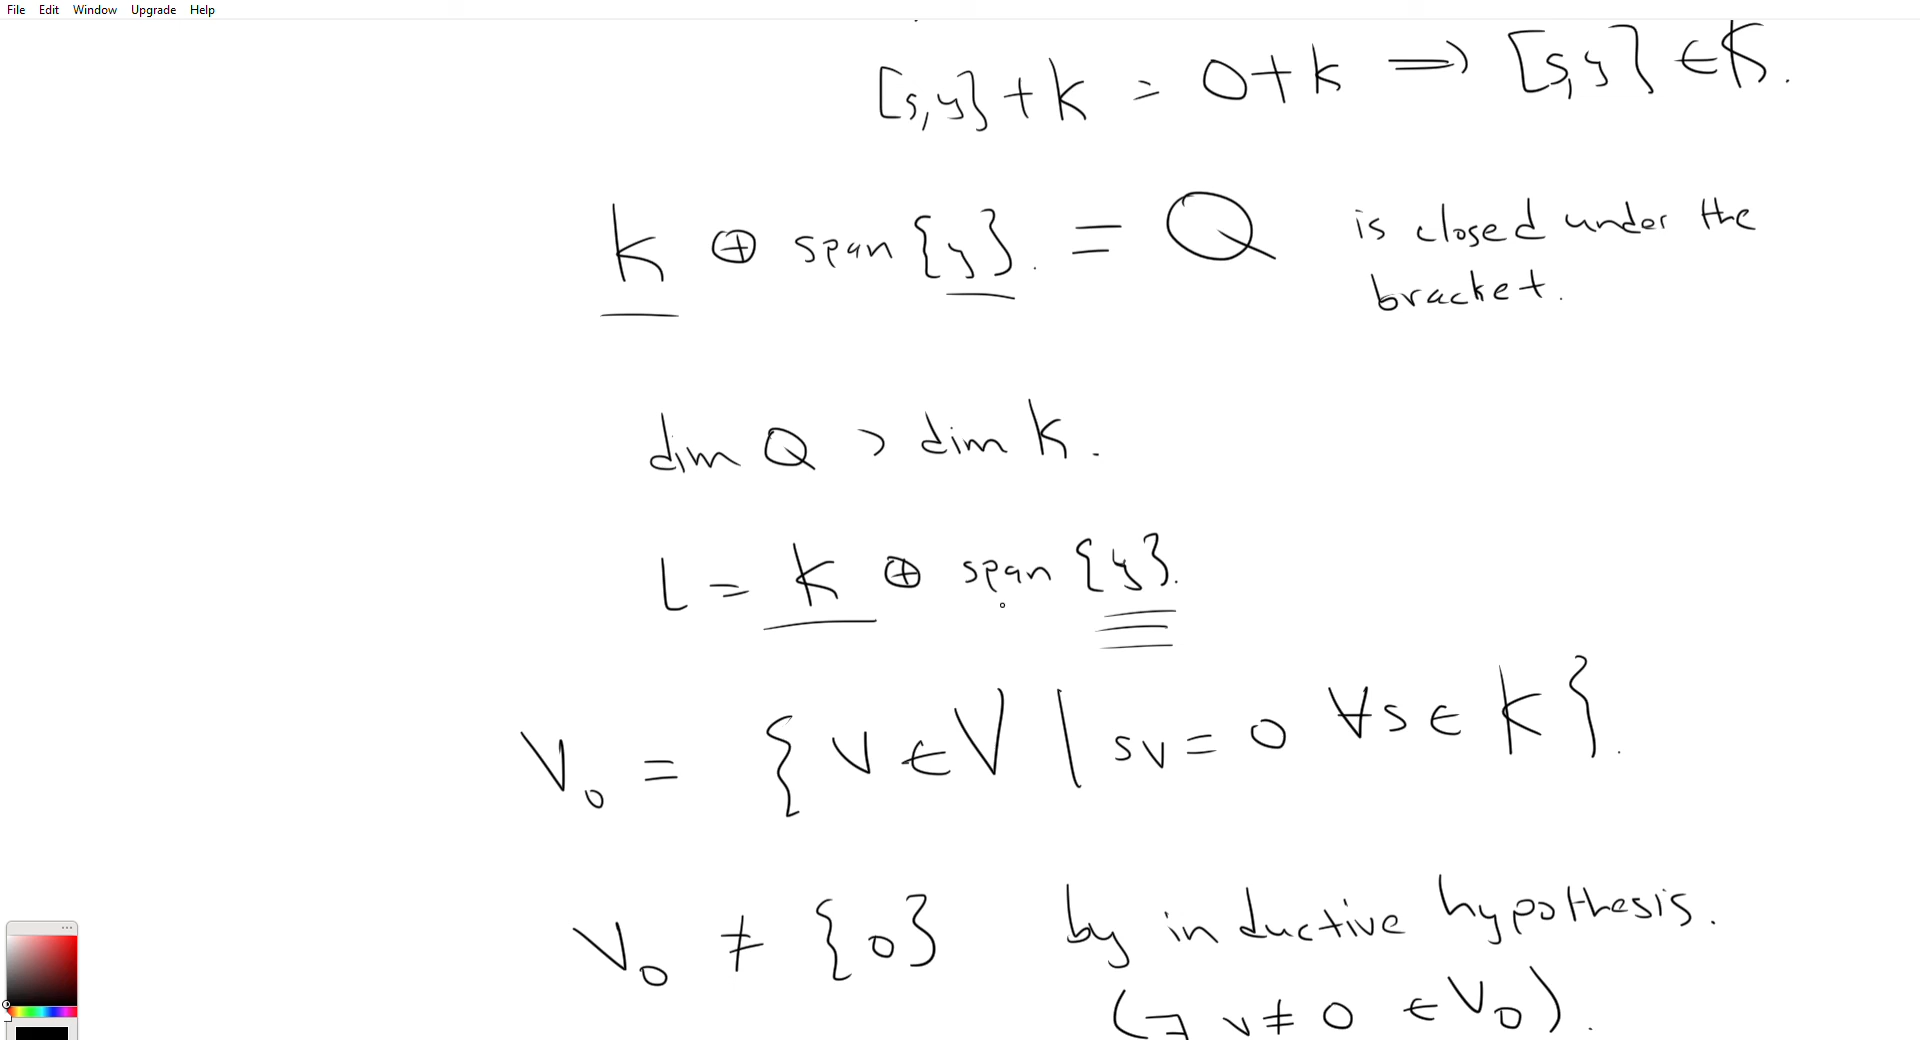 File Edit Window Upgrade Help
[s,y]+K = 0+K ⟹ [s,y] ∈ K.
K ⊕ span {y}. = Q is closed under the
bracket.
dim Q > dim K.
L = K ⊕ span {y}.
V₀ = { v ∈ V | sv = 0 ∀s ∈ K }.
V₀ ≠ {0} by inductive hypothesis.
(∃ v ≠ 0 ∈ V₀).